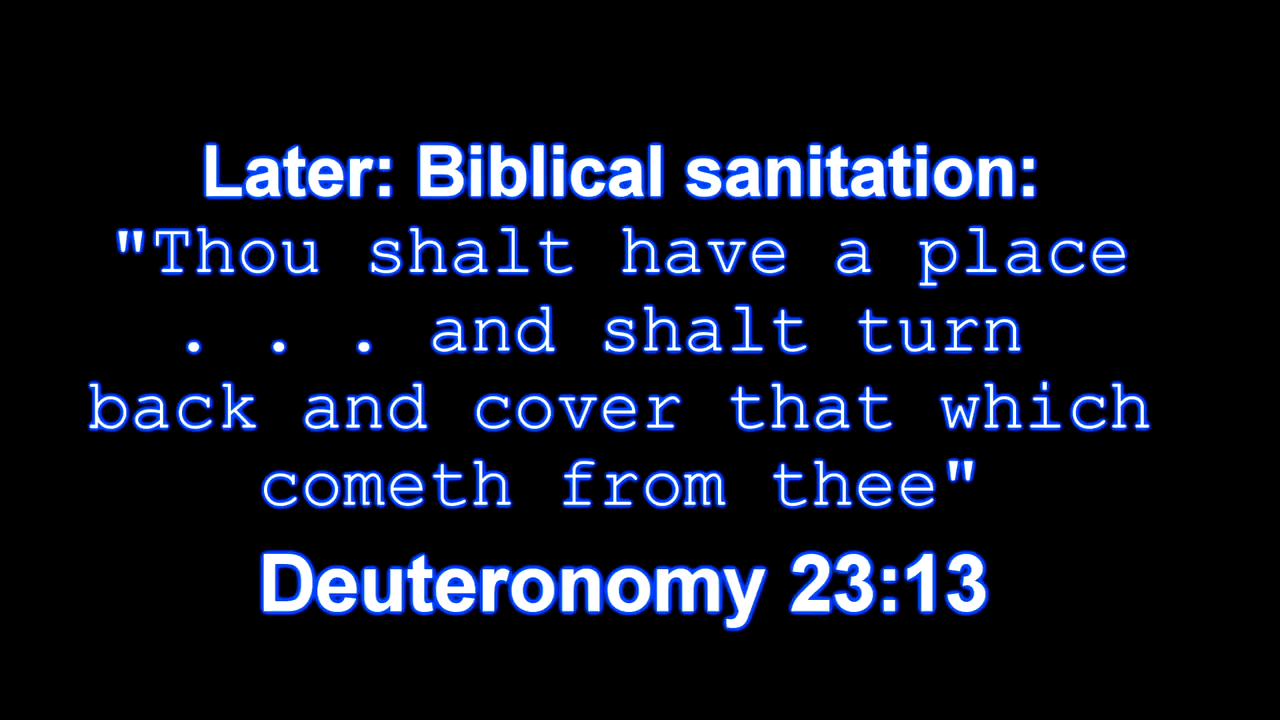 Later: Biblical sanitation:
"Thou shalt have a place
. . . and shalt turn
back and cover that which
cometh from thee"
Deuteronomy 23:13